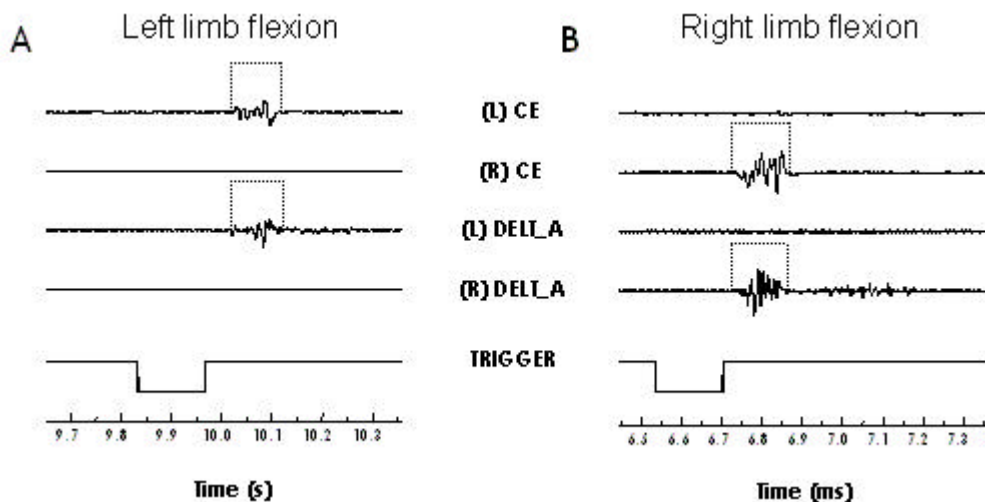 A
Left limb flexion
B
Right limb flexion
(L) CE
(R) CE
(L) DELT_A
(R) DELT_A
TRIGGER
9.7 9.8 9.9 10.0 10.1 10.2 10.3
6.5 6.6 6.7 6.8 6.9 7.0 7.1 7.2 7.3
Time (s)
Time (ms)